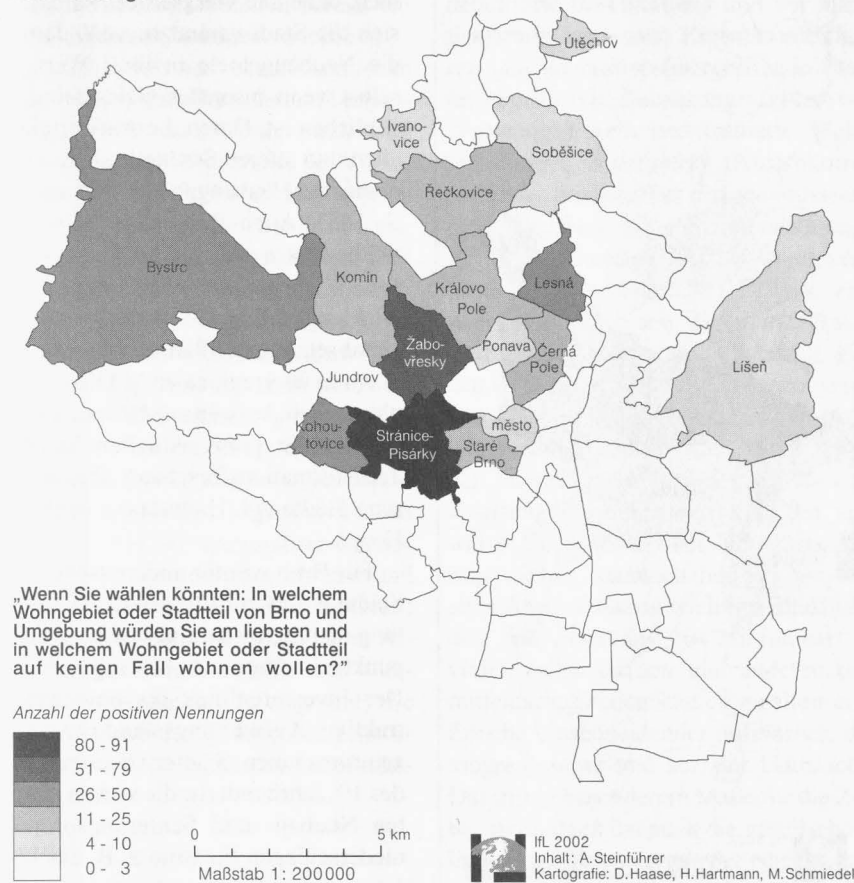 Útěchov
Ivano-
vice
Soběšice
Řečkovice
Bystrc
Komín
Královo
Pole
Lesná
Žabo-
vřesky
Ponava
Černá
Pole
Líšeň
Jundrov
Kohou-
tovice
Stránice-
Pisárky
město
Staré
Brno
„Wenn Sie wählen könnten: In welchem
Wohngebiet oder Stadtteil von Brno und
Umgebung würden Sie am liebsten und
in welchem Wohngebiet oder Stadtteil
auf keinen Fall wohnen wollen?"
Anzahl der positiven Nennungen
80 - 91
51 - 79
26 - 50
11 - 25
4 - 10
0 - 3
0 5 km
Maßstab 1: 200000
IfL 2002
Inhalt: A.Steinführer
Kartografie: D.Haase, H.Hartmann, M.Schmiedel